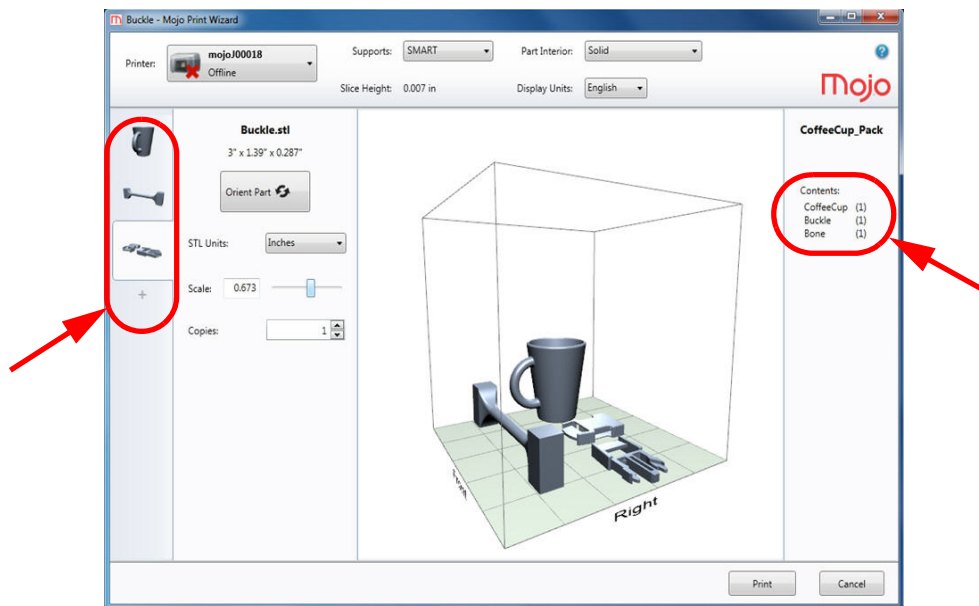 Buckle - Mojo Print Wizard
Printer:
mojoJ00018
Offline
Supports:
SMART
Part Interior:
Solid
Slice Height:
0.007 in
Display Units:
English
?
mojo
Buckle.stl
3" x 1.39" x 0.287"
Orient Part
STL Units:
Inches
Scale:
0.673
Copies:
1
+
Front
Right
CoffeeCup_Pack
Contents:
CoffeeCup (1)
Buckle (1)
Bone (1)
Print
Cancel